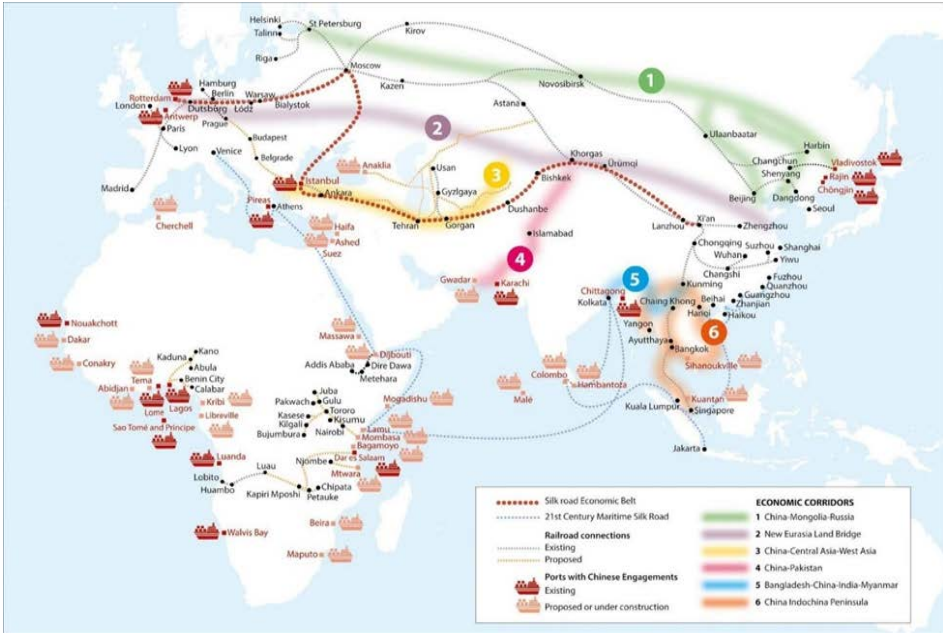 Helsinki
St Petersburg
Talinn
Riga
Kirov
Moscow
Kazen
Novosibirsk
Astana
1
Ulaanbaatar
Harbin
Changchun
Shenyang
Vladivostok
Rajin
Chōngjin
Beijing
Dangdong
Seoul
Hamburg
Berlin
Rotterdam
London
Dutsborg
Lódz
Warsaw
Bialystok
Antwerp
Prague
Paris
Lyon
Venice
Budapest
Belgrade
Madrid
2
Anaklia
Usan
Gyzlgaya
3
Khorgas
Ürümqi
Bishkek
Dushanbe
Istanbul
Ankara
Pireas
Athens
Tehran
Gorgan
Lanzhou
Xi'an
Zhengzhou
Cherchell
Haifa
Ashed
Suez
Islamabad
4
Gwadar
Karachi
Chongqing
Wuhan
Suzhou
Shanghai
Yiwu
Changshi
Kunming
Fuzhou
Quanzhou
Guangzhou
Zhanjian
Beihai
Haikou
Hanoi
5
Chittagong
Kolkata
Chaing Khong
Yangon
Ayutthaya
Bangkok
6
Sihanoukville
Kuantan
Kuala Lumpur
Singapore
Jakarta
Nouakchott
Dakar
Conakry
Kaduna
Kano
Abula
Benin City
Calabar
Tema
Abidjan
Lome
Lagos
Kribi
Libreville
Sao Tomé and Principe
Massawa
Djibouti
Addis Ababa
Dire Dawa
Metehara
Colombo
Hambantota
Malé
Mogadishu
Juba
Pakwach
Gulu
Kasese
Tororo
Kilgali
Kisumu
Bujumbura
Nairobi
Lamu
Mombasa
Bagamoyo
Dar es Salaam
Njombe
Mtwara
Luanda
Lobito
Luau
Huambo
Kapiri Mposhi
Chipata
Petauke
Beira
Walvis Bay
Maputo
Silk road Economic Belt
21st Century Maritime Silk Road
Railroad connections
Existing
Proposed
Ports with Chinese Engagements
Existing
Proposed or under construction
ECONOMIC CORRIDORS
1 China-Mongolia-Russia
2 New Eurasia Land Bridge
3 China-Central Asia-West Asia
4 China-Pakistan
5 Bangladesh-China-India-Myanmar
6 China Indochina Peninsula